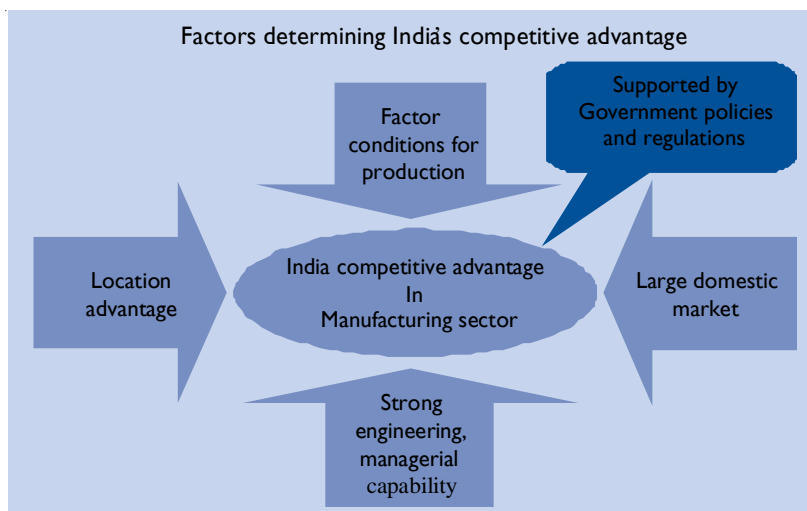 Factors determining India's competitive advantage
Supported by
Government policies
and regulations
Factor
conditions for
production
Location
advantage
India competitive advantage
In
Manufacturing sector
Large domestic
market
Strong
engineering,
managerial
capability